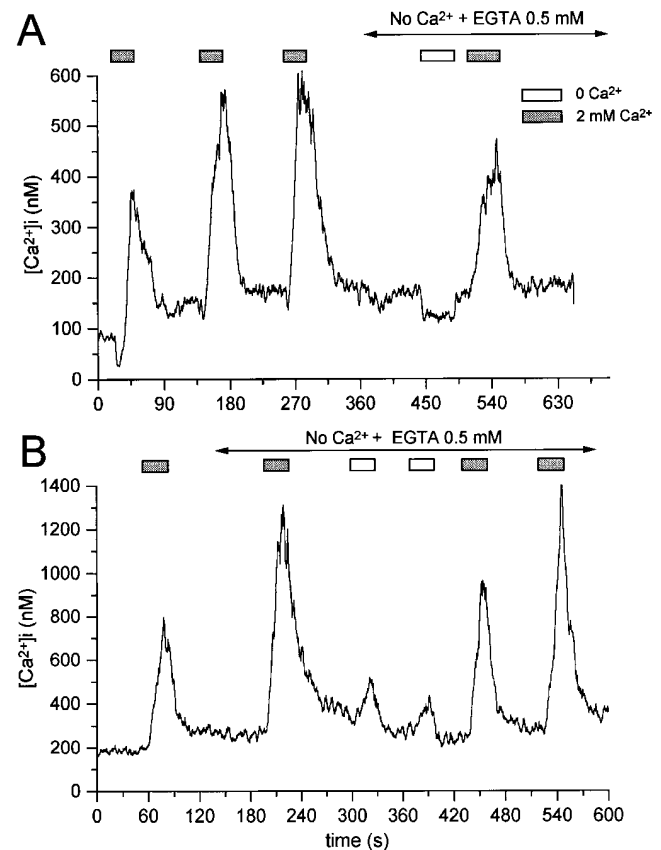 A
No Ca²⁺ + EGTA 0.5 mM
0 Ca²⁺
2 mM Ca²⁺
600
500
400
300
200
100
0
[Ca²⁺]i (nM)
0 90 180 270 360 450 540 630
B
No Ca²⁺ + EGTA 0.5 mM
1400
1200
1000
800
600
400
200
0
[Ca²⁺]i (nM)
0 60 120 180 240 300 360 420 480 540 600
time (s)